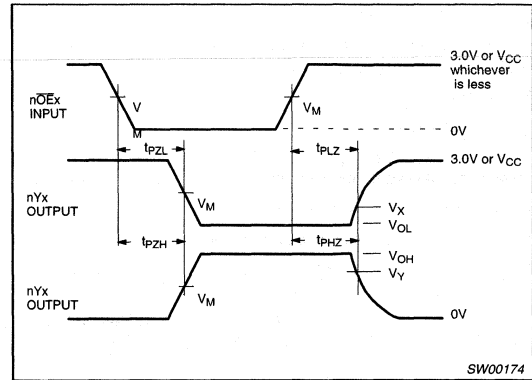 3.0V or VCC
whichever
is less
nOEx
INPUT
V
M
VM
0V
tPZL
tPLZ
3.0V or VCC
nYx
OUTPUT
VM
VX
VOL
tPZH
tPHZ
VOH
VY
nYx
OUTPUT
VM
0V
SW00174